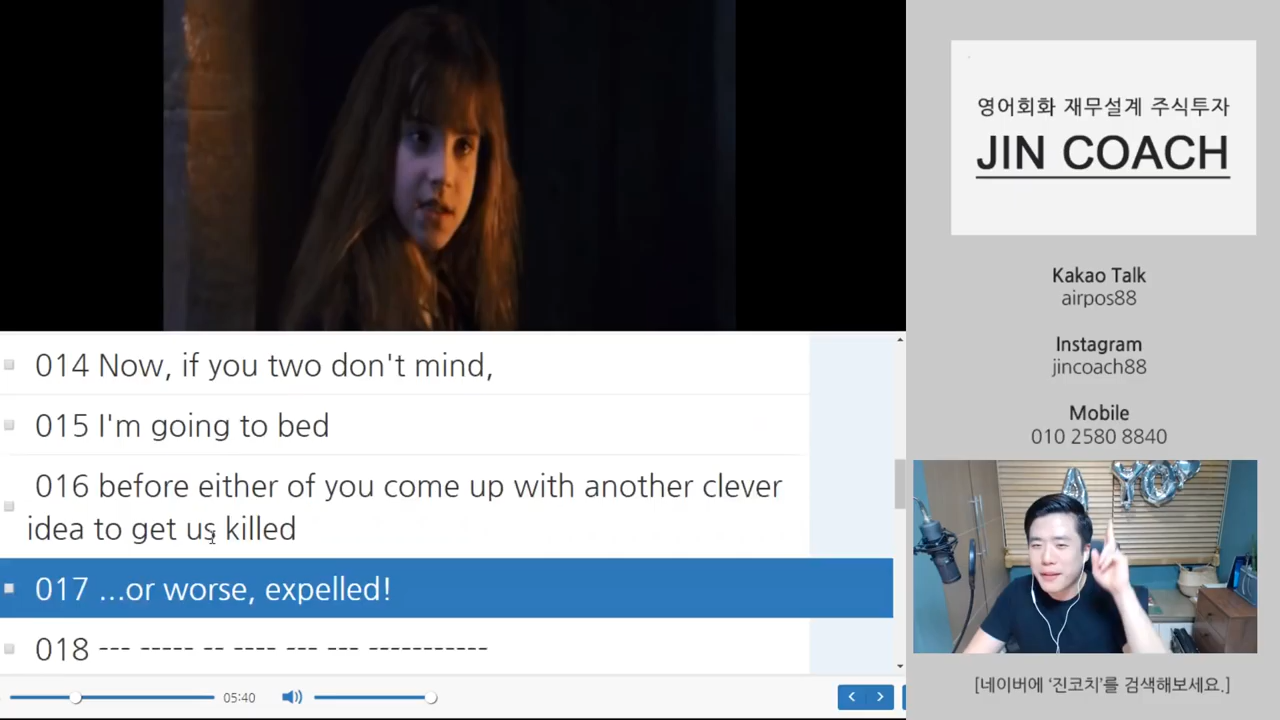 014 Now, if you two don't mind,
015 I'm going to bed
016 before either of you come up with another clever
idea to get us killed
017 ...or worse, expelled!
018 --- ----- -- ---- --- --- -----------
05:40
영어회화 재무설계 주식투자
JIN COACH
Kakao Talk
airpos88
Instagram
jincoach88
Mobile
010 2580 8840
[네이버에 '진코치'를 검색해보세요.]